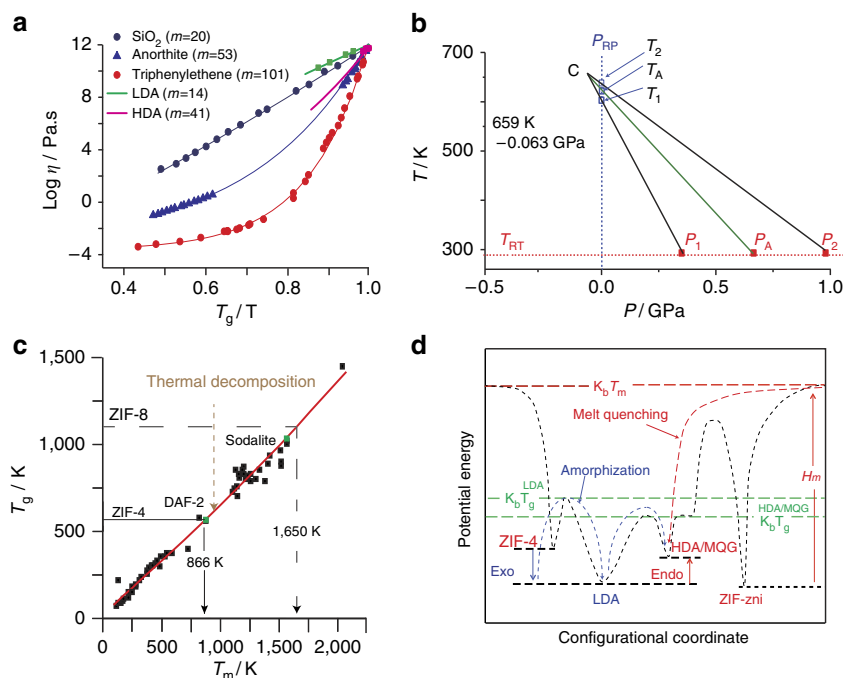 a
Log η / Pa.s
12
8
4
0
−4
SiO2 (m=20)
Anorthite (m=53)
Triphenylethene (m=101)
LDA (m=14)
HDA (m=41)
0.4 0.6 0.8 1.0
Tg / T
b
T/ K
700
500
300
PRP
T2
TA
T1
C
659 K
−0.063 GPa
TRT
P1
PA
P2
−0.5 0.0 0.5 1.0
P/ GPa
c
Tg / K
1,500
1,000
500
0
Thermal decomposition
ZIF-8
Sodalite
DAF-2
ZIF-4
1,650 K
866 K
0 500 1,000 1,500 2,000
Tm/ K
d
Potential energy
KbTm
Melt quenching
Hm
Amorphization
LDA
KbTg
HDA/MQG
KbTg
ZIF-4
HDA/MQG
Exo
Endo
LDA
ZIF-zni
Configurational coordinate